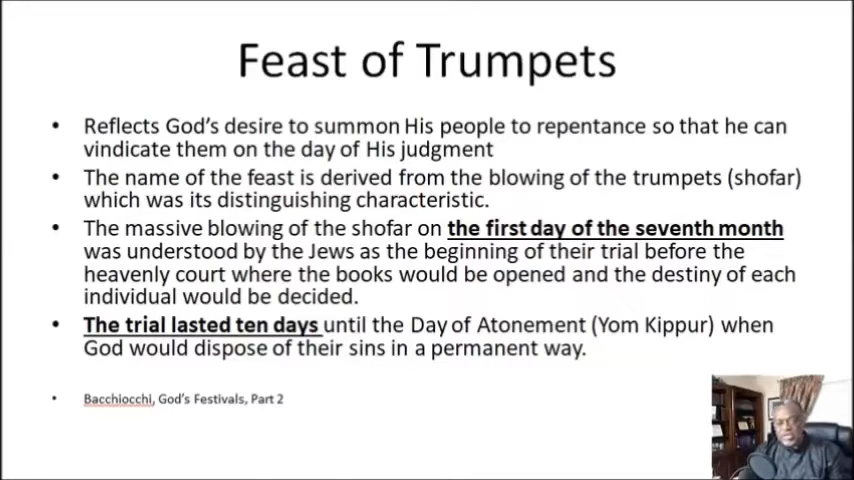 Feast of Trumpets
• Reflects God's desire to summon His people to repentance so that he can
vindicate them on the day of His judgment
• The name of the feast is derived from the blowing of the trumpets (shofar)
which was its distinguishing characteristic.
• The massive blowing of the shofar on the first day of the seventh month
was understood by the Jews as the beginning of their trial before the
heavenly court where the books would be opened and the destiny of each
individual would be decided.
• The trial lasted ten days until the Day of Atonement (Yom Kippur) when
God would dispose of their sins in a permanent way.
• Bacchiocchi, God's Festivals, Part 2